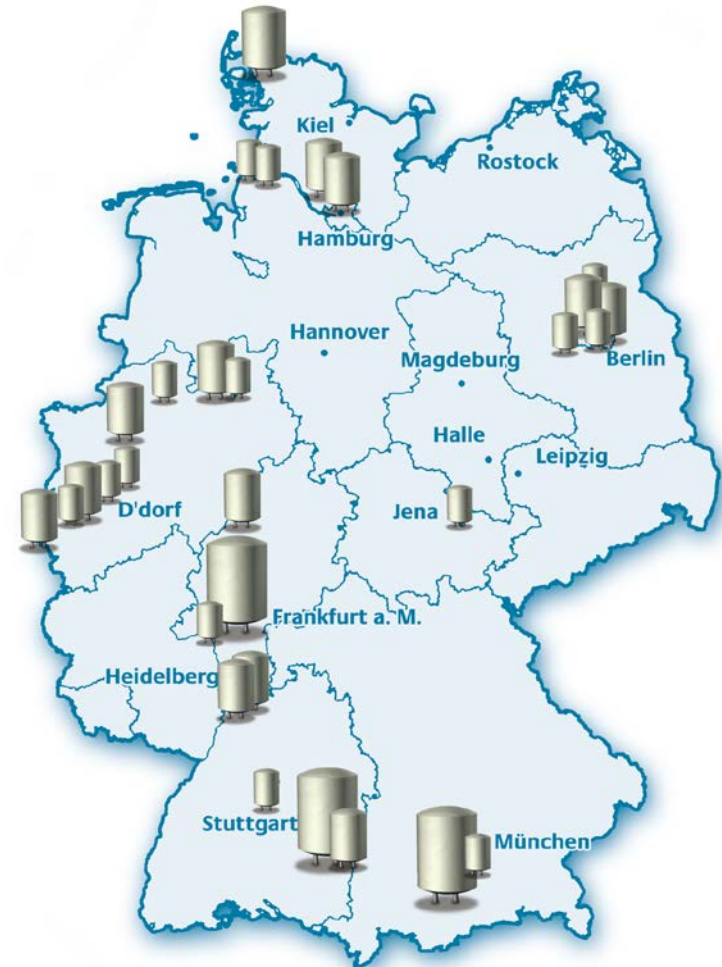 Kiel
Rostock
Hamburg
Hannover
Magdeburg
Berlin
Halle
Leipzig
D'dorf
Jena
Frankfurt a. M.
Heidelberg
Stuttgart
München